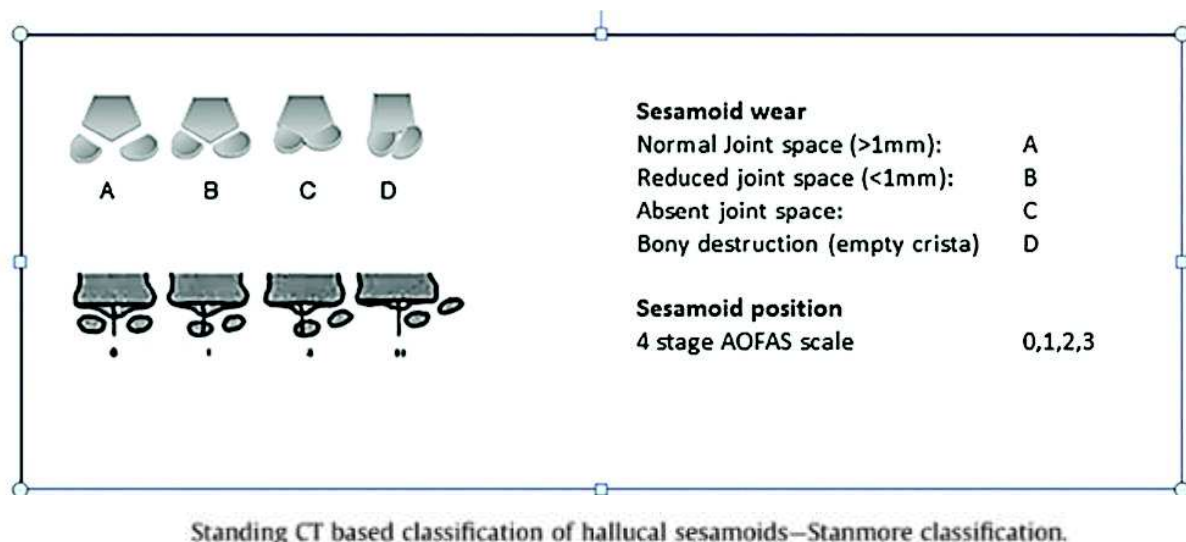 A B C D
Sesamoid wear
Normal Joint space (>1mm): A
Reduced joint space (<1mm): B
Absent joint space: C
Bony destruction (empty crista) D
Sesamoid position
4 stage AOFAS scale 0,1,2,3
Standing CT based classification of hallucal sesamoids—Stanmore classification.